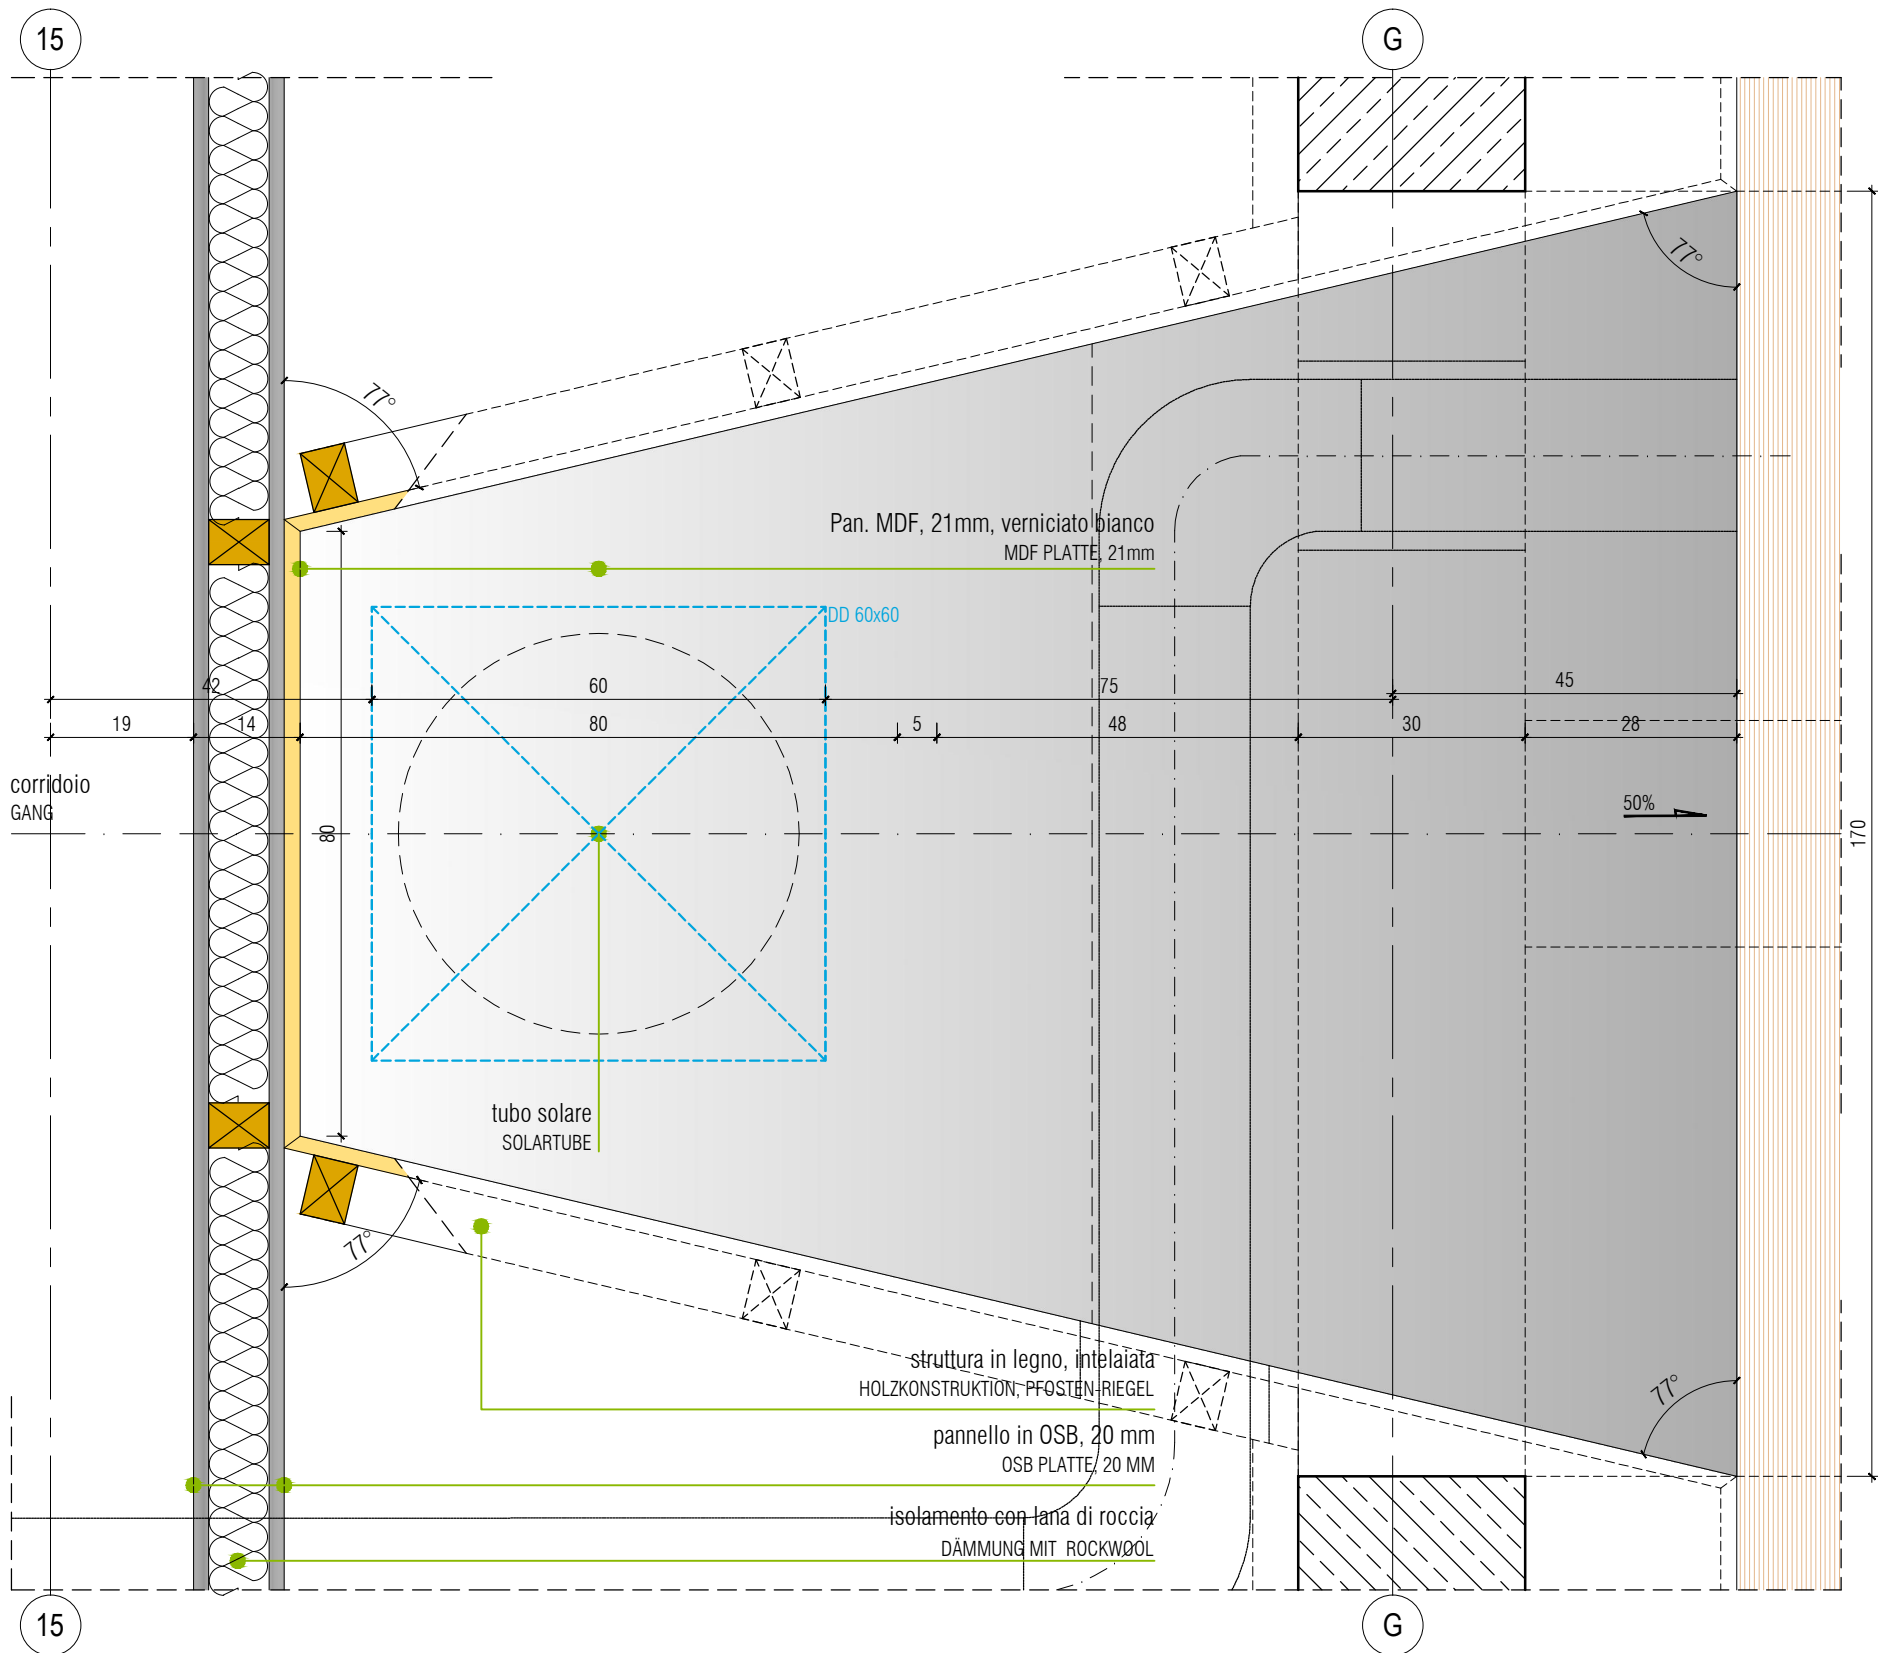 15
G
77°
77°
Pan. MDF, 21mm, verniciato bianco
MDF PLATTE, 21mm
DD 60x60
42
60
75
45
19
14
80
5
48
30
28
corridoio
GANG
80
50%
170
tubo solare
SOLARTUBE
77°
77°
struttura in legno, intelaiata
HOLZKONSTRUKTION, PFOSTEN-RIEGEL
pannello in OSB, 20 mm
OSB PLATTE, 20 MM
isolamento con lana di roccia
DÄMMUNG MIT ROCKWOOL
15
G